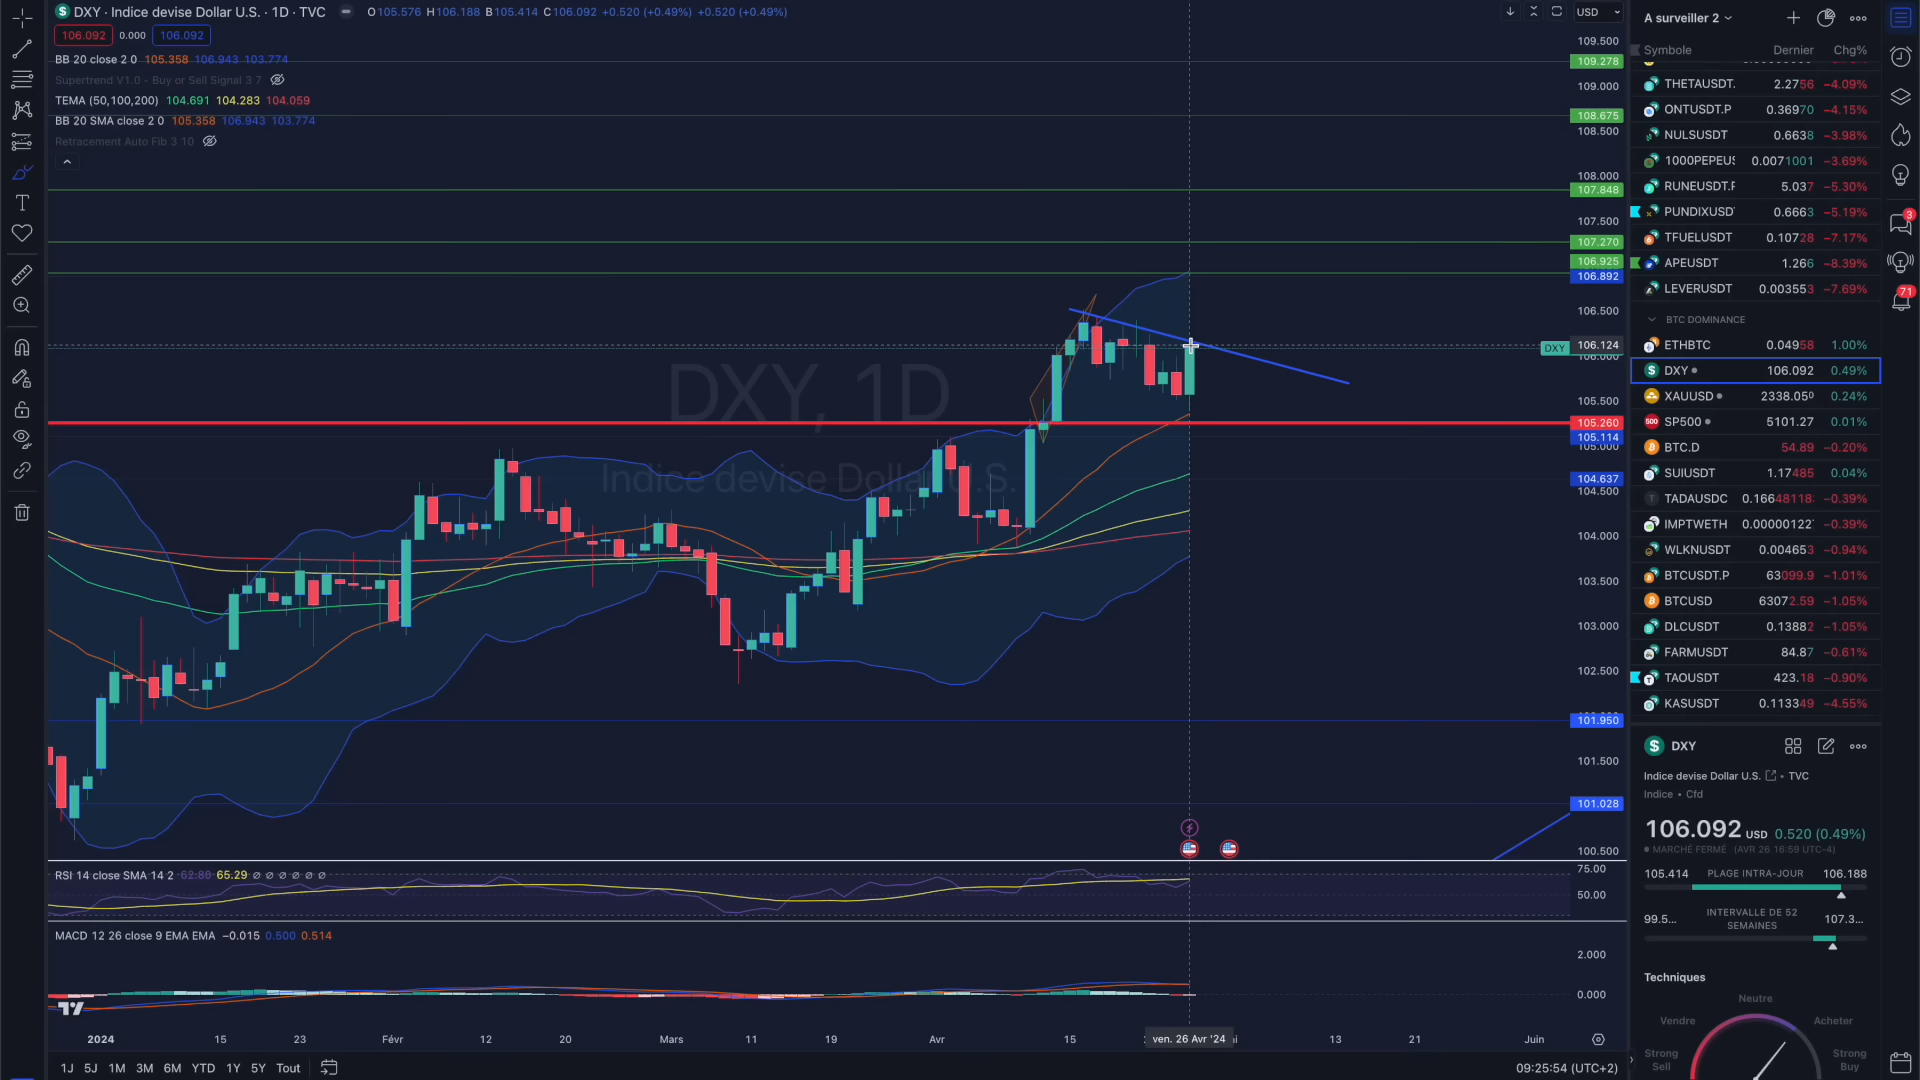 DXY · Indice devise Dollar U.S. · 1D · TVC O105.576 H106.188 B105.414 C106.092 +0.520 (+0.49%) +0.520 (+0.49%)
106.092 0.000 106.092
BB 20 close 2 0 105.358 106.943 103.774
Supertrend V1.0 - Buy or Sell Signal 3 7
TEMA (50,100,200) 104.691 104.283 104.059
BB 20 SMA close 2 0 105.358 106.943 103.774
Retracement Auto Fib 3 10
DXY, 1D
Indice devise Dollar U.S.
USD
109.500
109.278
109.000
108.675
108.500
108.000
107.848
107.500
107.270
106.925
106.892
106.500
DXY 106.124
106.000
105.500
105.260
105.114
105.000
104.637
104.500
104.000
103.500
103.000
102.500
101.950
101.500
101.028
100.500
RSI 14 close SMA 14 2 62.80 65.29 ∅ ∅ ∅ ∅ ∅ ∅
75.00
50.00
MACD 12 26 close 9 EMA EMA −0.015 0.500 0.514
2.000
0.000
2024 15 23 Févr 12 20 Mars 11 19 Avr 15 ven. 26 Avr '24 13 21 Juin
1J 5J 1M 3M 6M YTD 1Y 5Y Tout
09:25:54 (UTC+2)
A surveiller 2
Symbole Dernier Chg%
THETAUSDT. 2.2756 −4.09%
ONTUSDT.P 0.36970 −4.15%
NULSUSDT 0.6638 −3.98%
1000PEPEUS 0.0071001 −3.69%
RUNEUSDT.F 5.037 −5.30%
PUNDIXUSD 0.6663 −5.19%
TFUELUSDT 0.10728 −7.17%
APEUSDT 1.266 −8.39%
LEVERUSDT 0.003553 −7.69%
BTC DOMINANCE
ETHBTC 0.04958 1.00%
DXY 106.092 0.49%
XAUUSD 2338.050 0.24%
SP500 5101.27 0.01%
BTC.D 54.89 −0.20%
SUIUSDT 1.17485 0.04%
TADAUSDC 0.16648118 −0.39%
IMPTWETH 0.00000122 −0.39%
WLKNUSDT 0.004653 −0.94%
BTCUSDT.P 63099.9 −1.01%
BTCUSD 63072.59 −1.05%
DLCUSDT 0.13882 −1.05%
FARMUSDT 84.87 −0.61%
TAOUSDT 423.18 −0.90%
KASUSDT 0.113349 −4.55%
DXY
Indice devise Dollar U.S. • TVC
Indice • Cfd
106.092 USD 0.520 (0.49%)
MARCHÉ FERMÉ (AVR 26 16:59 UTC-4)
105.414 PLAGE INTRA-JOUR 106.188
99.5... INTERVALLE DE 52 SEMAINES 107.3...
Techniques
Neutre
Vendre Acheter
Strong Sell Strong Buy
3
71